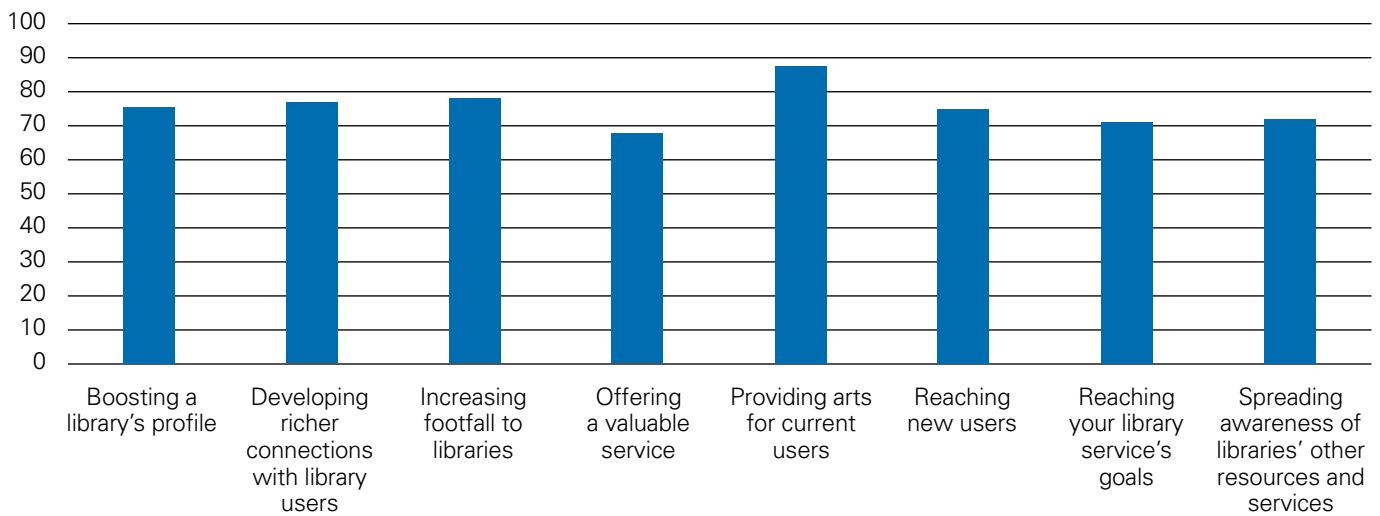 100
90
80
70
60
50
40
30
20
10
0
Boosting a
library's profile
Developing
richer
connections
with library
users
Increasing
footfall to
libraries
Offering
a valuable
service
Providing arts
for current
users
Reaching
new users
Reaching
your library
service's
goals
Spreading
awareness of
libraries' other
resources and
services